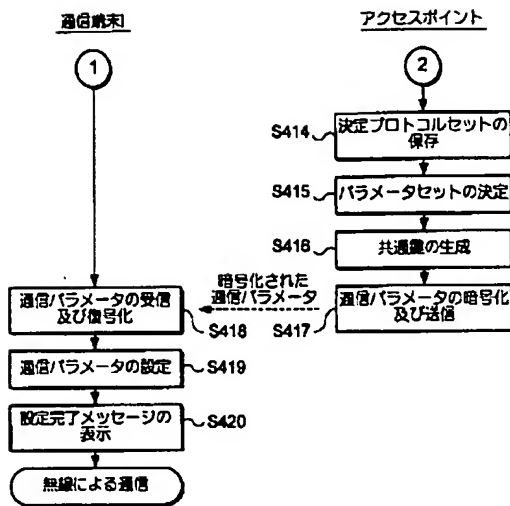 通信端末
アクセスポイント
1
2
S414
決定プロトコルセットの
保存
S415
パラメータセットの決定
S416
共通鍵の生成
暗号化された
通信パラメータ
通信パラメータの受信
及び復号化
S418
S417
通信パラメータの暗号化
及び送信
通信パラメータの設定
S419
設定完了メッセージの
表示
S420
無線による通信